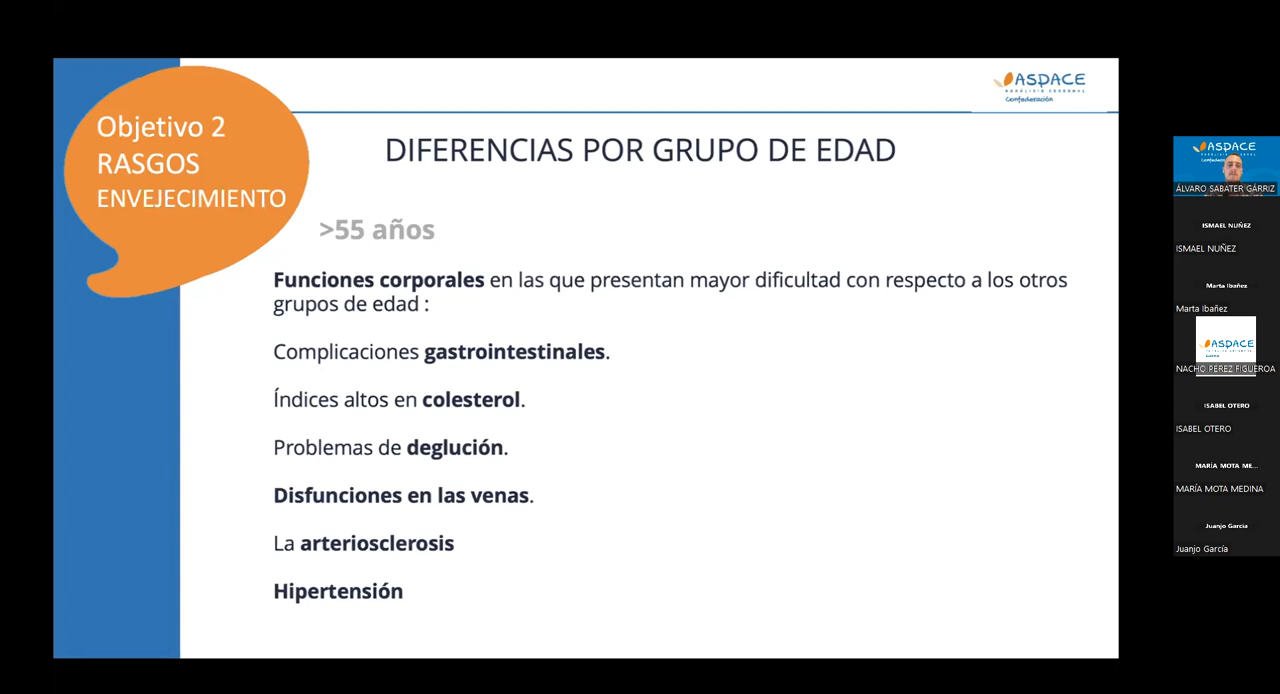 Objetivo 2
RASGOS
ENVEJECIMIENTO
ASPACE
PARÁLISIS CEREBRAL
Confederación
DIFERENCIAS POR GRUPO DE EDAD
>55 años
Funciones corporales en las que presentan mayor dificultad con respecto a los otros
grupos de edad :
Complicaciones gastrointestinales.
Índices altos en colesterol.
Problemas de deglución.
Disfunciones en las venas.
La arteriosclerosis
Hipertensión
ASPACE
ÁLVARO SABATER GÁRRIZ
ISMAEL NUÑEZ
ISMAEL NUÑEZ
Marta Ibañez
Marta Ibañez
ASPACE
NACHO PEREZ FIGUEROA
ISABEL OTERO
ISABEL OTERO
MARÍA MOTA ME...
MARÍA MOTA MEDINA
Juanjo García
Juanjo García